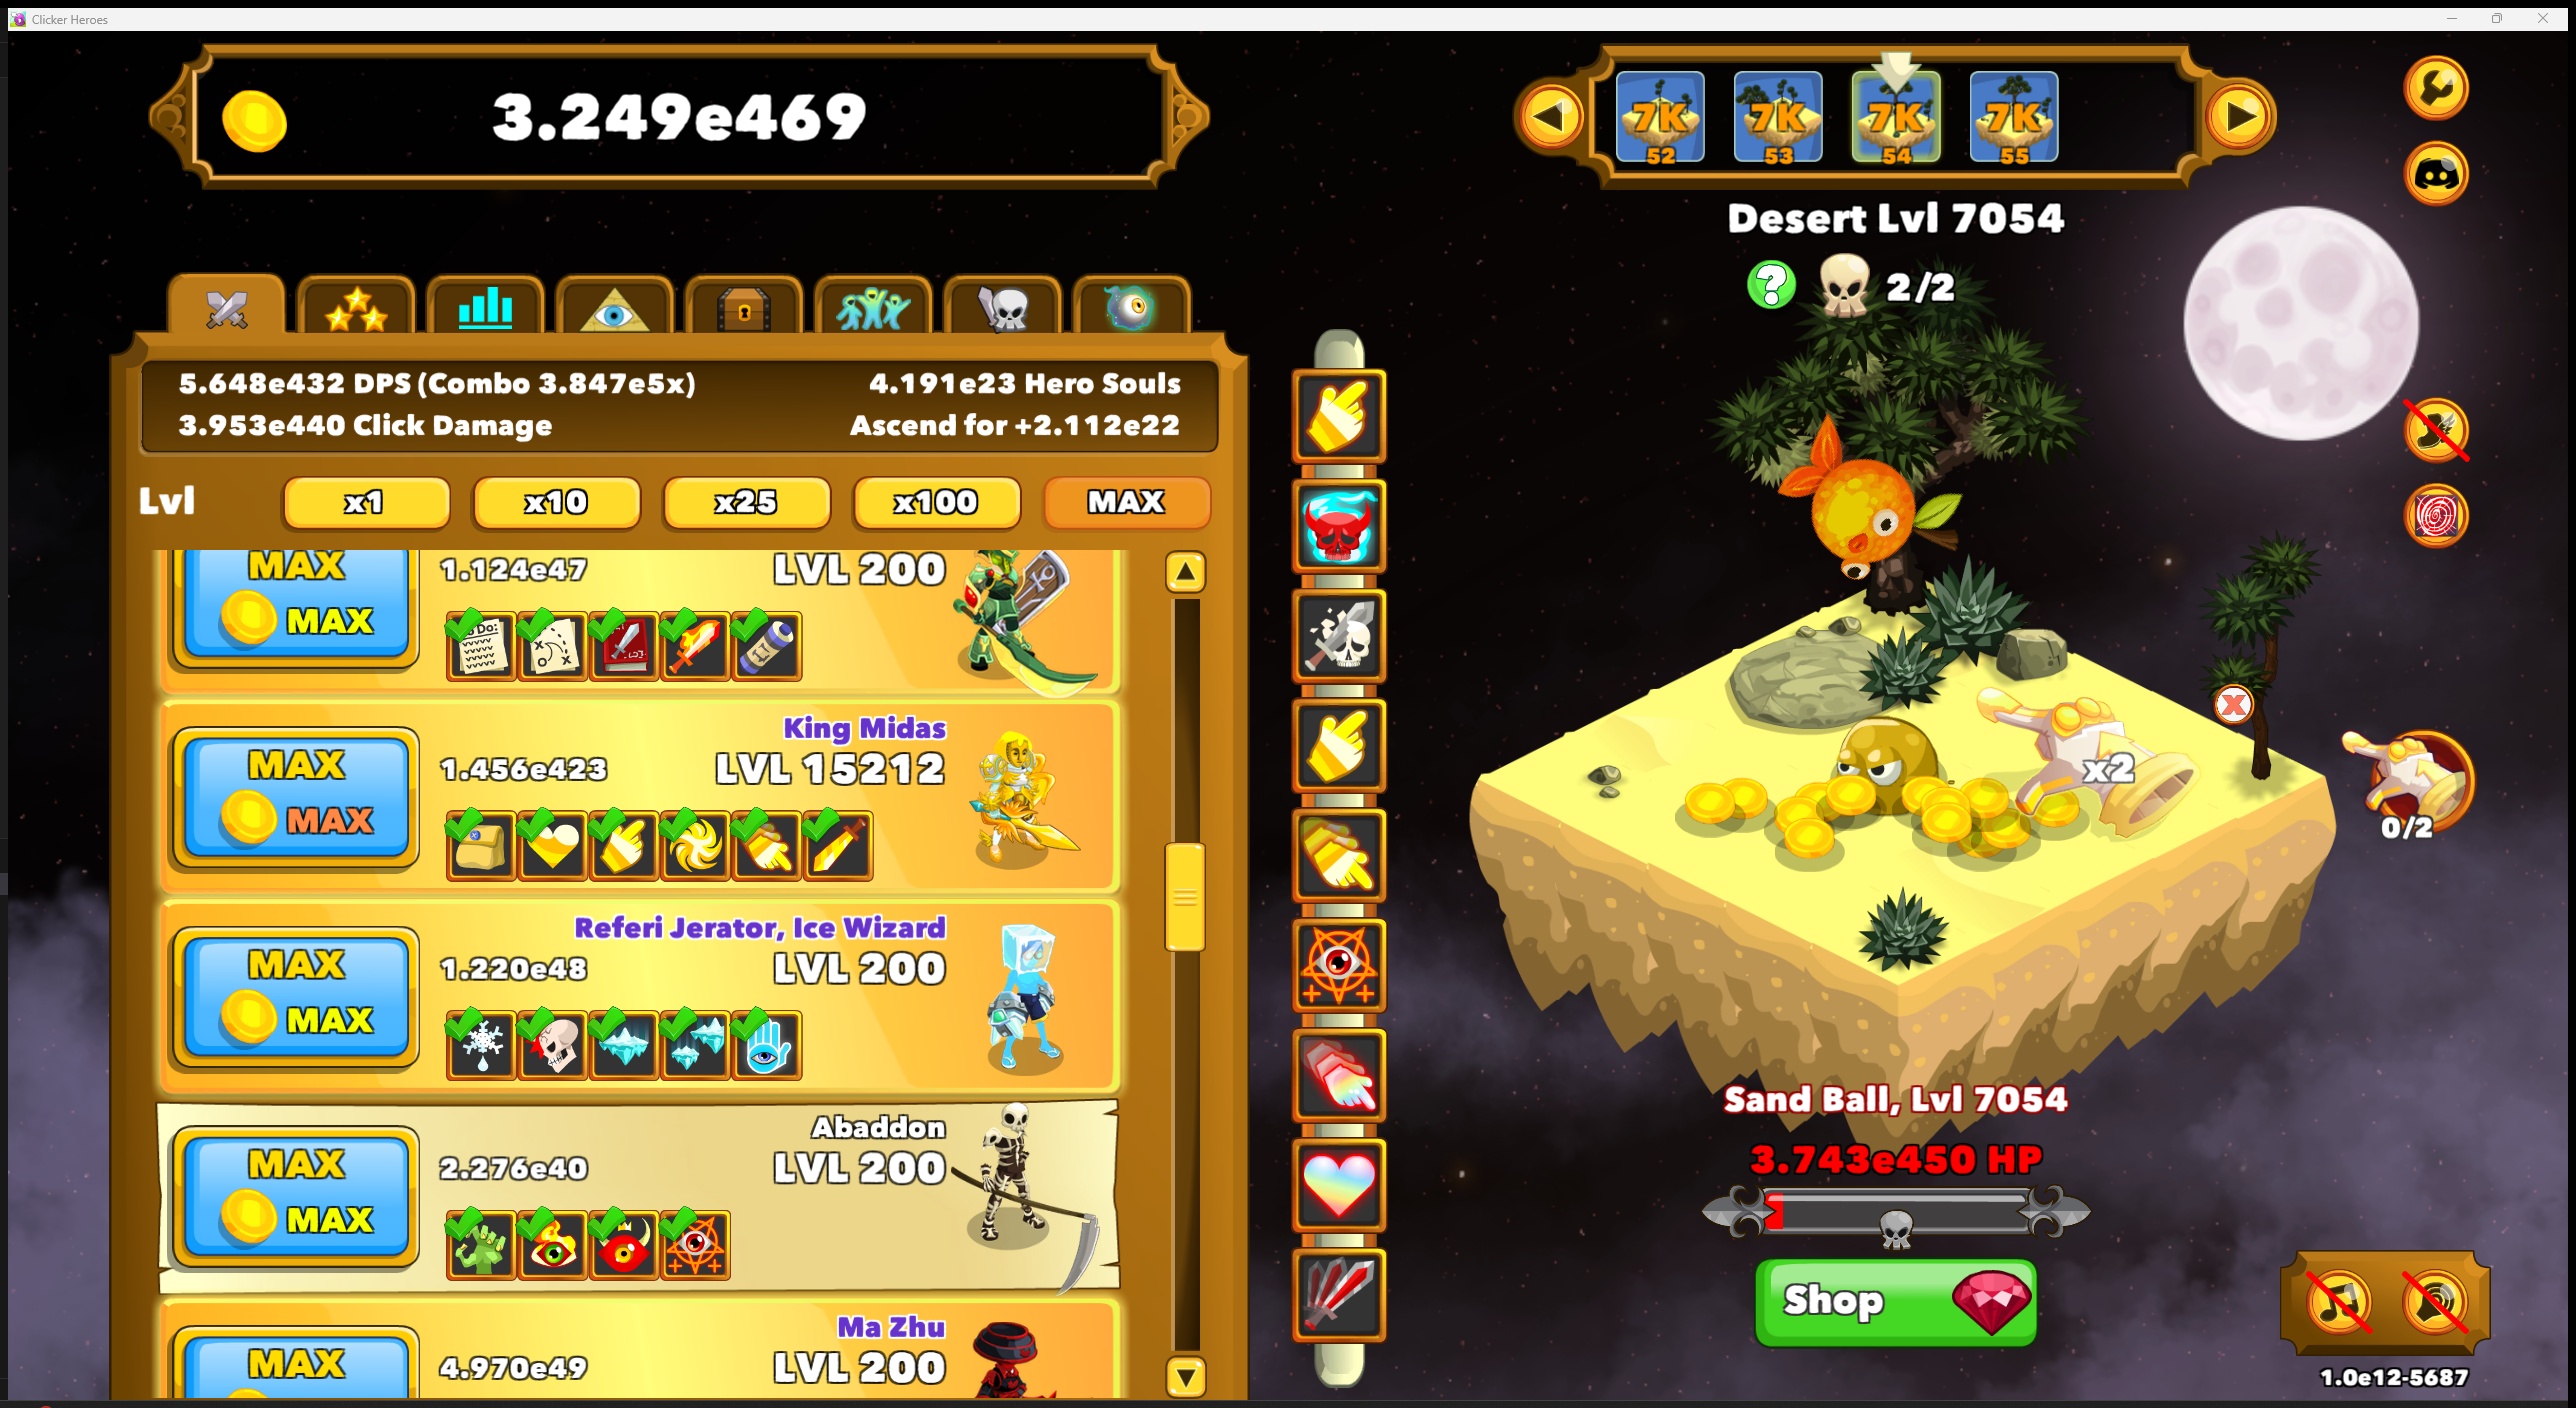 Clicker Heroes
3.249e469
7K 7K 7K 7K
52 53 54 55
Desert Lvl 7054
2/2
5.648e432 DPS (Combo 3.847e5x)
4.191e23 Hero Souls
3.953e440 Click Damage
Ascend for +2.112e22
Lvl x1 x10 x25 x100 MAX
MAX
MAX
1.124e47
LVL 200
Do:
King Midas
MAX
MAX
1.456e423
LVL 15212
Referi Jerator, Ice Wizard
MAX
MAX
1.220e48
LVL 200
Abaddon
MAX
MAX
2.276e40
LVL 200
Ma Zhu
MAX
4.970e49
LVL 200
x2
0/2
Sand Ball, Lvl 7054
3.743e450 HP
Shop
1.0e12-5687